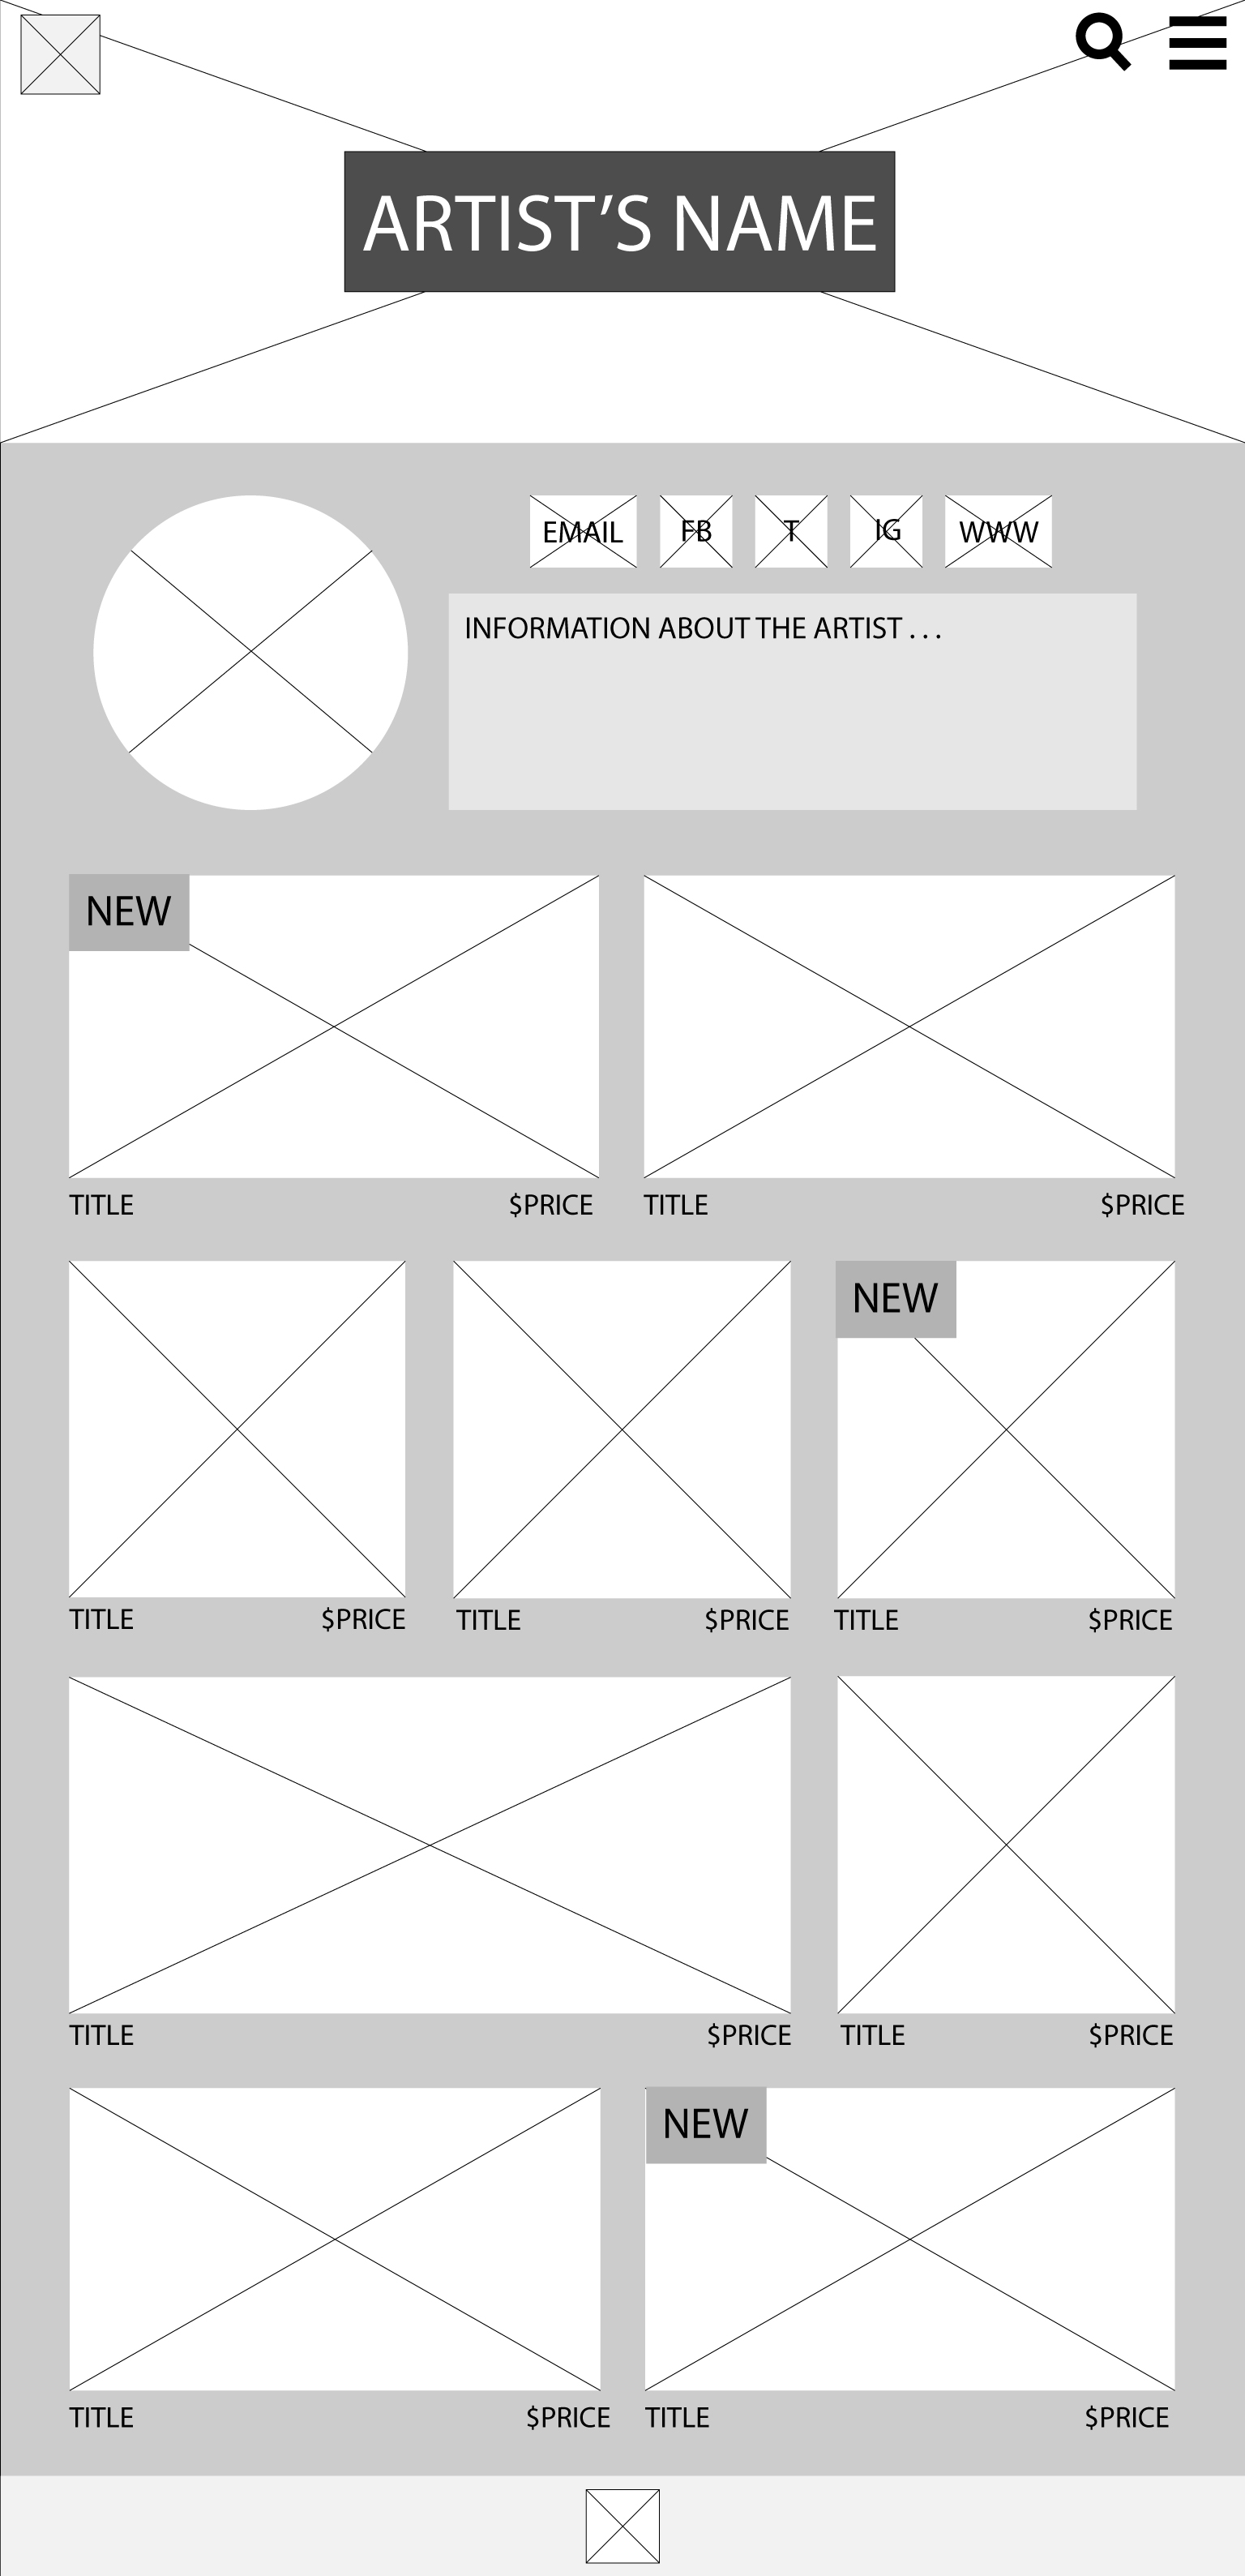 ARTIST’S NAME
EMAIL FB T IG WWW
INFORMATION ABOUT THE ARTIST . . .
NEW
TITLE $PRICE TITLE $PRICE
NEW
TITLE $PRICE TITLE $PRICE TITLE $PRICE
TITLE $PRICE TITLE $PRICE
NEW
TITLE $PRICE TITLE $PRICE